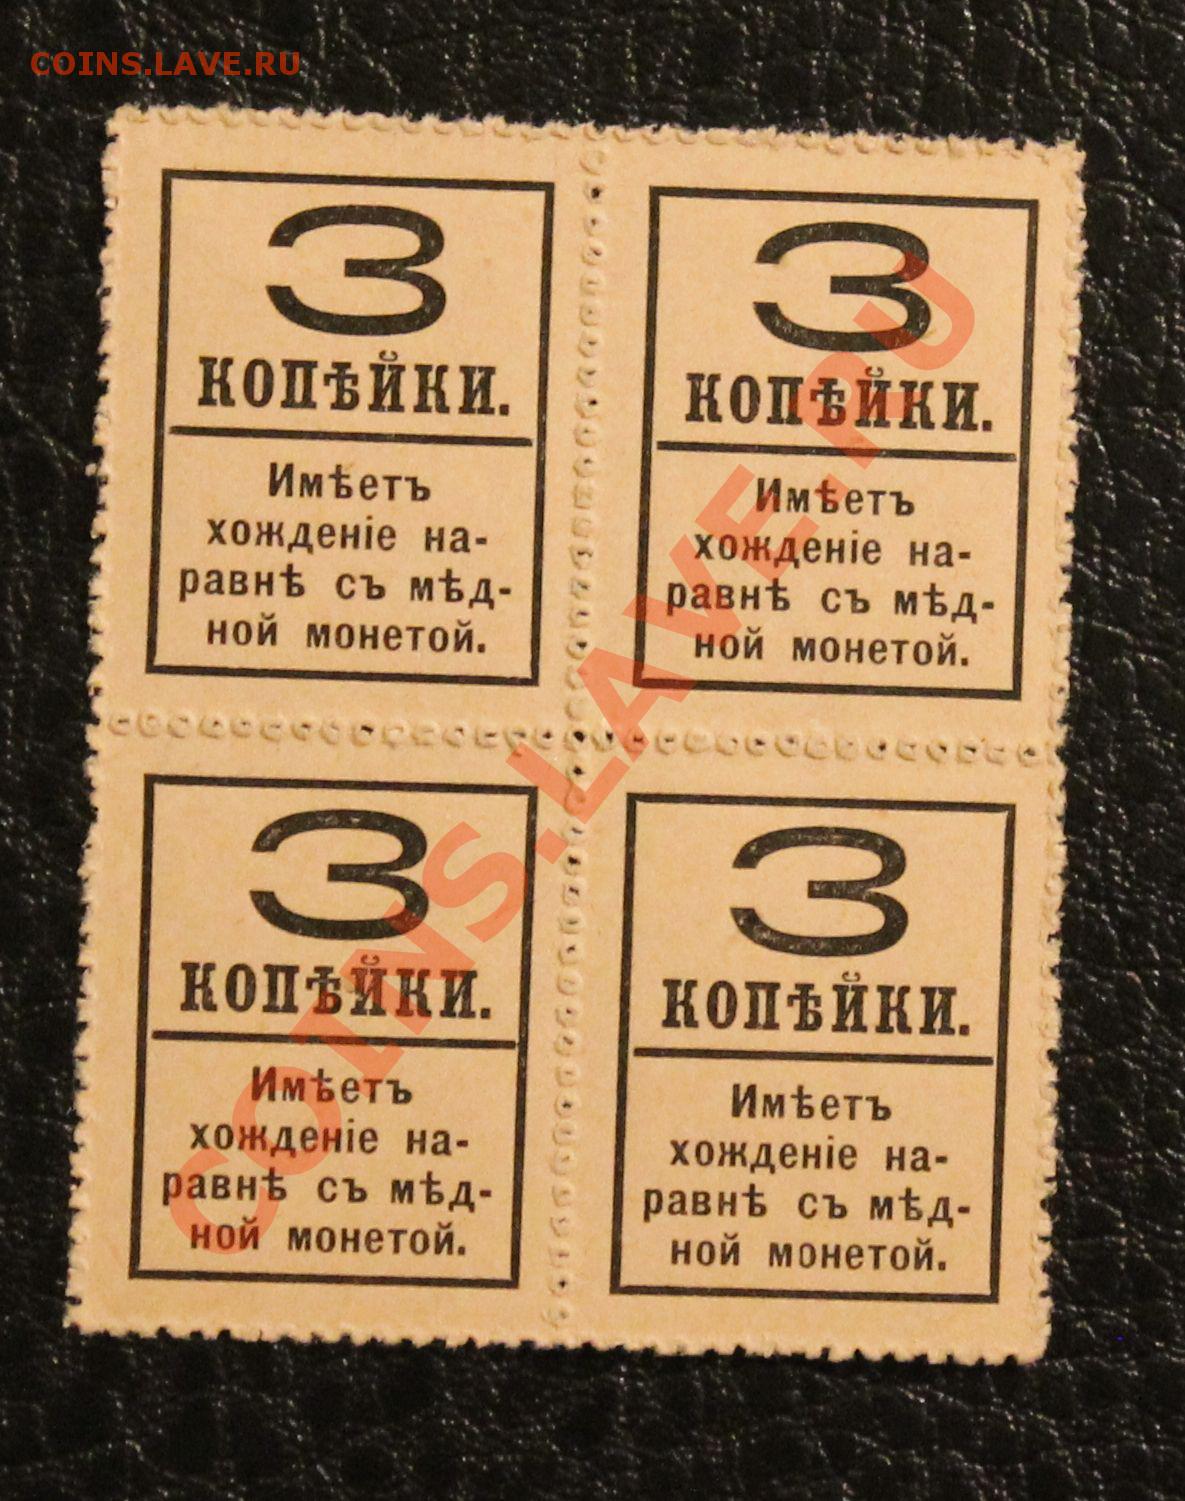 COINS.LAVE.RU
3
КОПѢЙКИ.
Имѣетъ
хожденіе на-
равнѣ съ мѣд-
ной монетой.
3
КОПѢЙКИ.
Имѣетъ
хожденіе на-
равнѣ съ мѣд-
ной монетой.
3
КОПѢЙКИ.
Имѣетъ
хожденіе на-
равнѣ съ мѣд-
ной монетой.
3
КОПѢЙКИ.
Имѣетъ
хожденіе на-
равнѣ съ мѣд-
ной монетой.
COINS.LAVE.RU